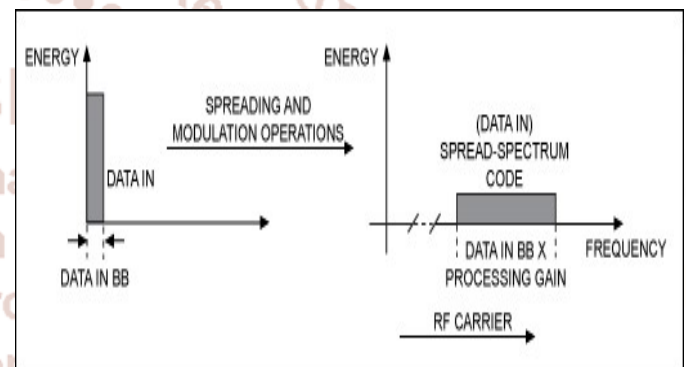 ENERGY
SPREADING AND
MODULATION OPERATIONS
DATA IN
DATA IN BB
ENERGY
(DATA IN)
SPREAD-SPECTRUM
CODE
FREQUENCY
DATA IN BB X
PROCESSING GAIN
RF CARRIER